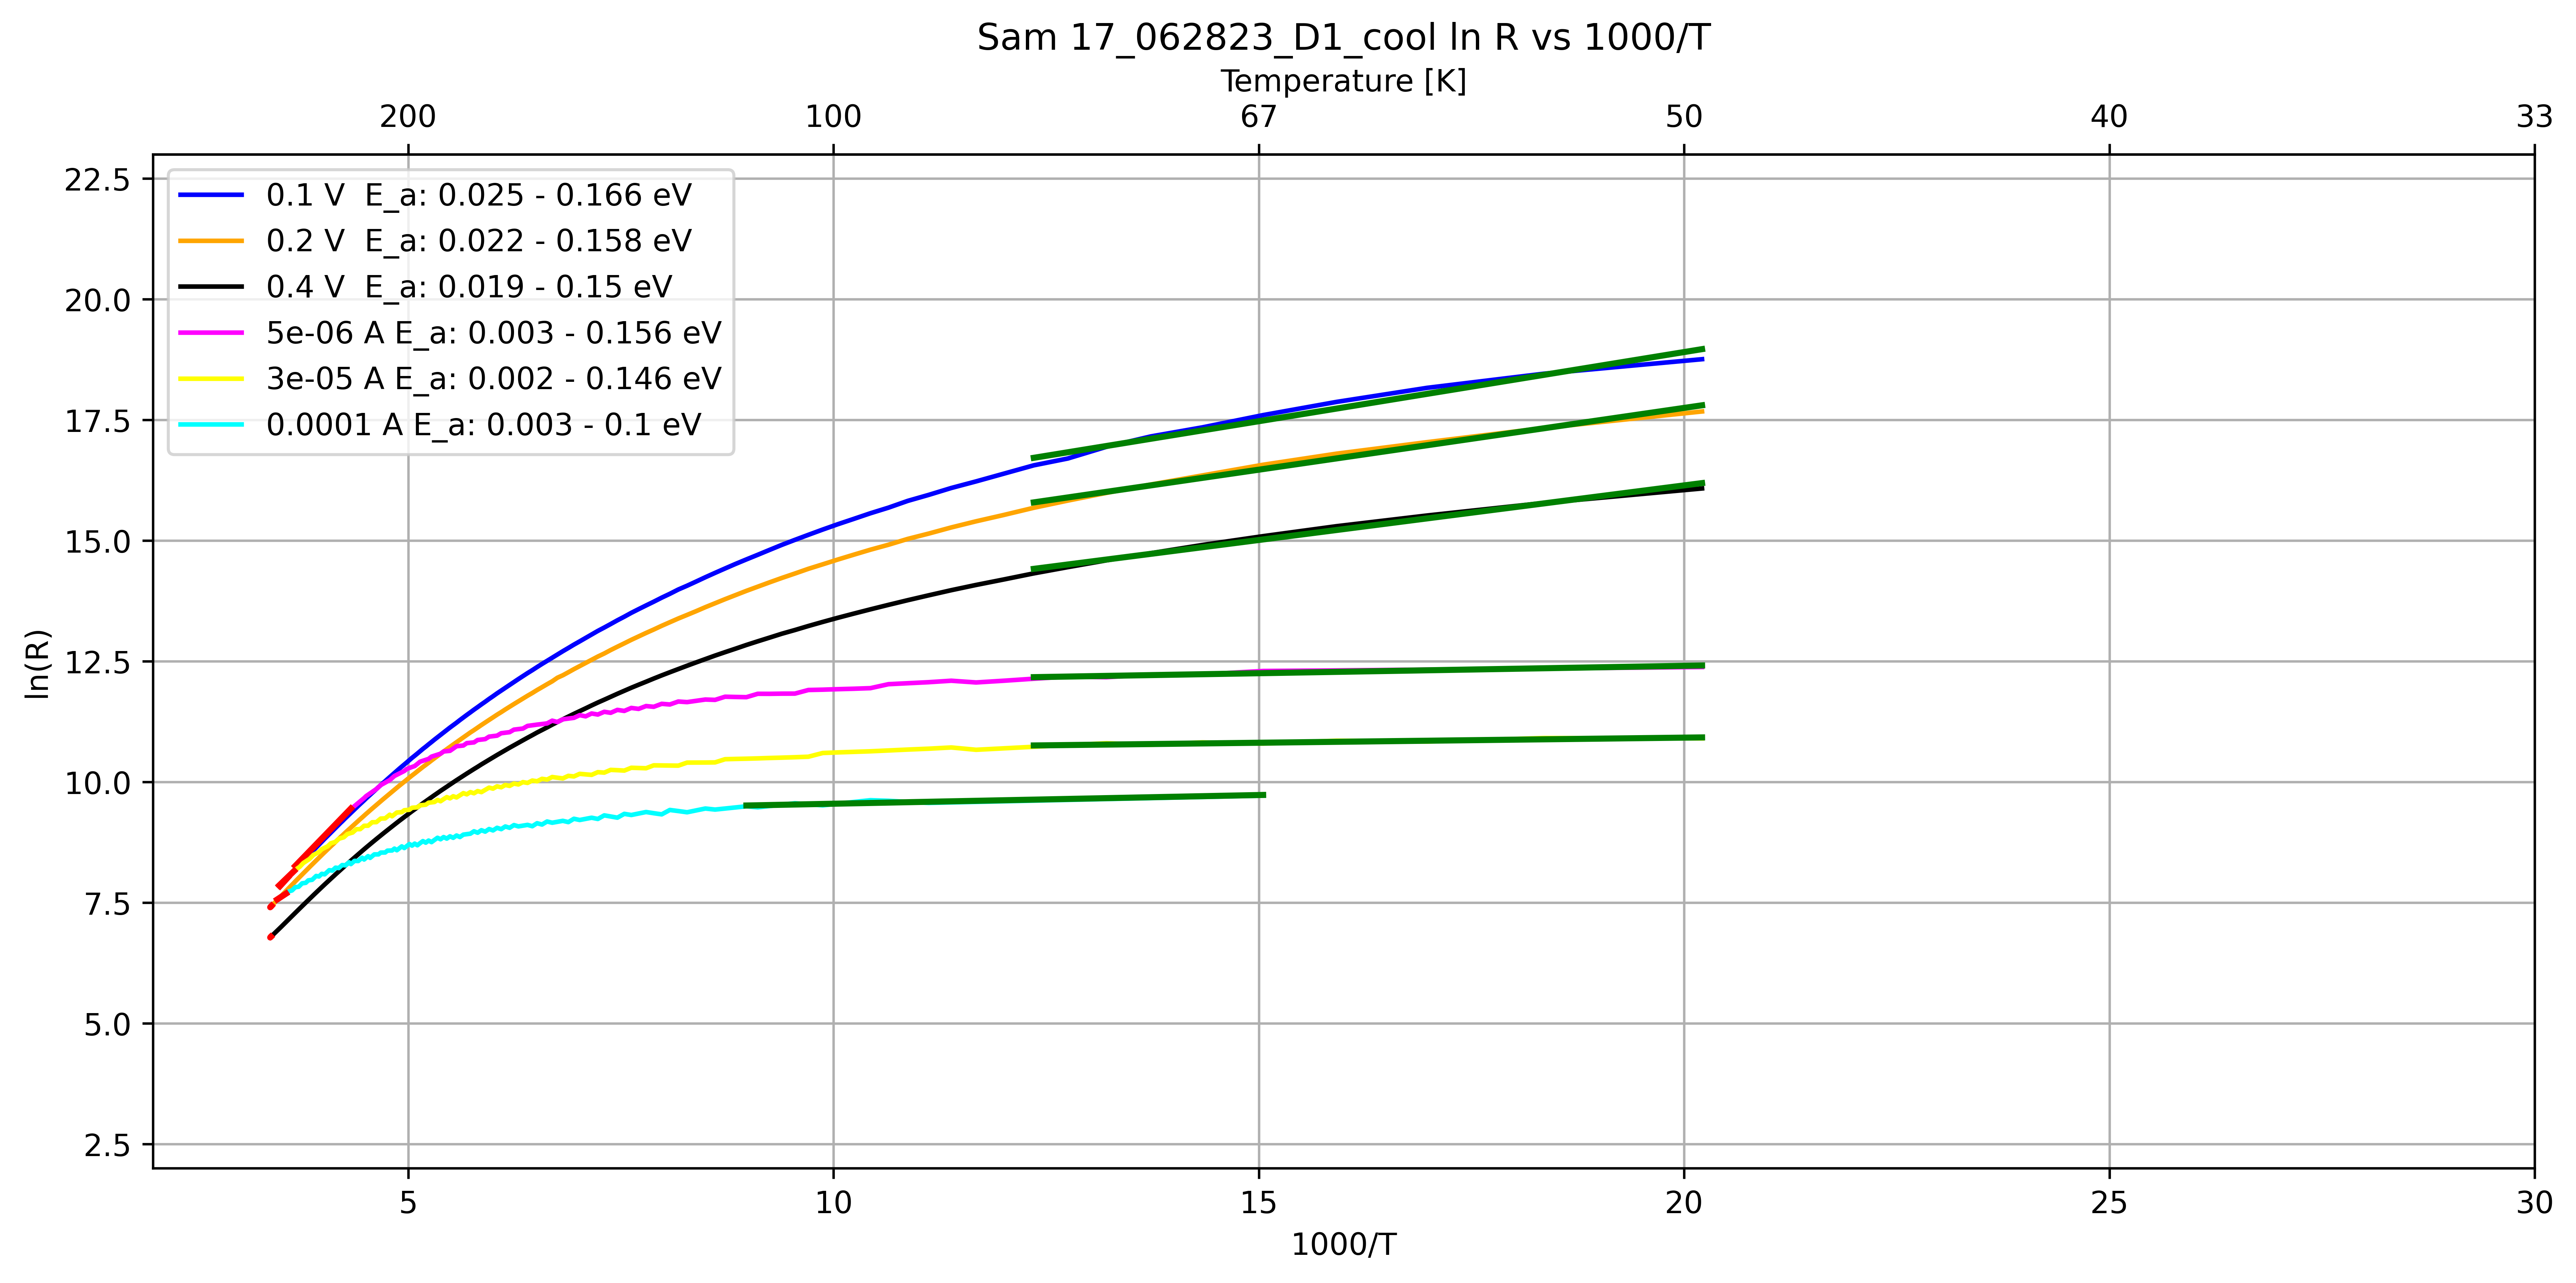 Sam 17_062823_D1_cool ln R vs 1000/T
Temperature [K]
200 100 67 50 40 33
22.5
20.0
17.5
15.0
12.5
10.0
7.5
5.0
2.5
ln(R)
0.1 V  E_a: 0.025 - 0.166 eV
0.2 V  E_a: 0.022 - 0.158 eV
0.4 V  E_a: 0.019 - 0.15 eV
5e-06 A E_a: 0.003 - 0.156 eV
3e-05 A E_a: 0.002 - 0.146 eV
0.0001 A E_a: 0.003 - 0.1 eV
5 10 15 20 25 30
1000/T